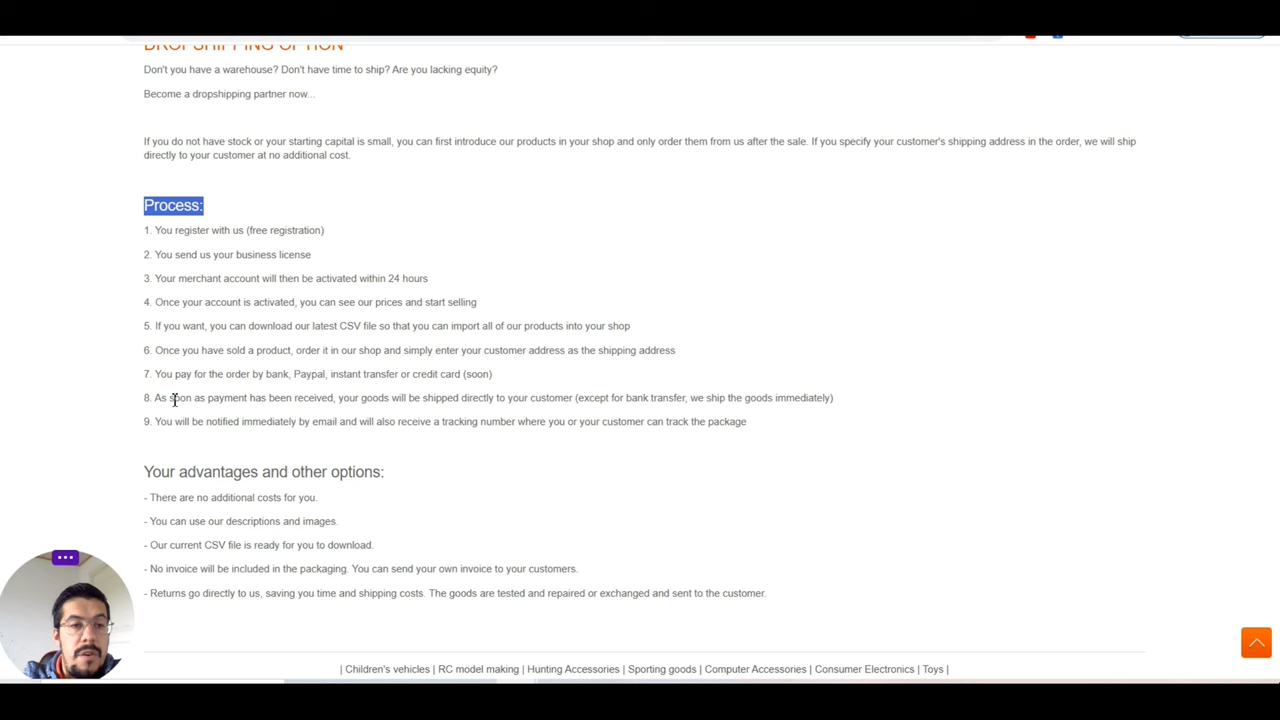 DROPSHIPPING OPTION
Don't you have a warehouse? Don't have time to ship? Are you lacking equity?
Become a dropshipping partner now...
If you do not have stock or your starting capital is small, you can first introduce our products in your shop and only order them from us after the sale. If you specify your customer's shipping address in the order, we will ship
directly to your customer at no additional cost.
Process:
1. You register with us (free registration)
2. You send us your business license
3. Your merchant account will then be activated within 24 hours
4. Once your account is activated, you can see our prices and start selling
5. If you want, you can download our latest CSV file so that you can import all of our products into your shop
6. Once you have sold a product, order it in our shop and simply enter your customer address as the shipping address
7. You pay for the order by bank, Paypal, instant transfer or credit card (soon)
8. As soon as payment has been received, your goods will be shipped directly to your customer (except for bank transfer, we ship the goods immediately)
9. You will be notified immediately by email and will also receive a tracking number where you or your customer can track the package
Your advantages and other options:
- There are no additional costs for you.
- You can use our descriptions and images.
- Our current CSV file is ready for you to download.
- No invoice will be included in the packaging. You can send your own invoice to your customers.
- Returns go directly to us, saving you time and shipping costs. The goods are tested and repaired or exchanged and sent to the customer.
| Children's vehicles | RC model making | Hunting Accessories | Sporting goods | Computer Accessories | Consumer Electronics | Toys |